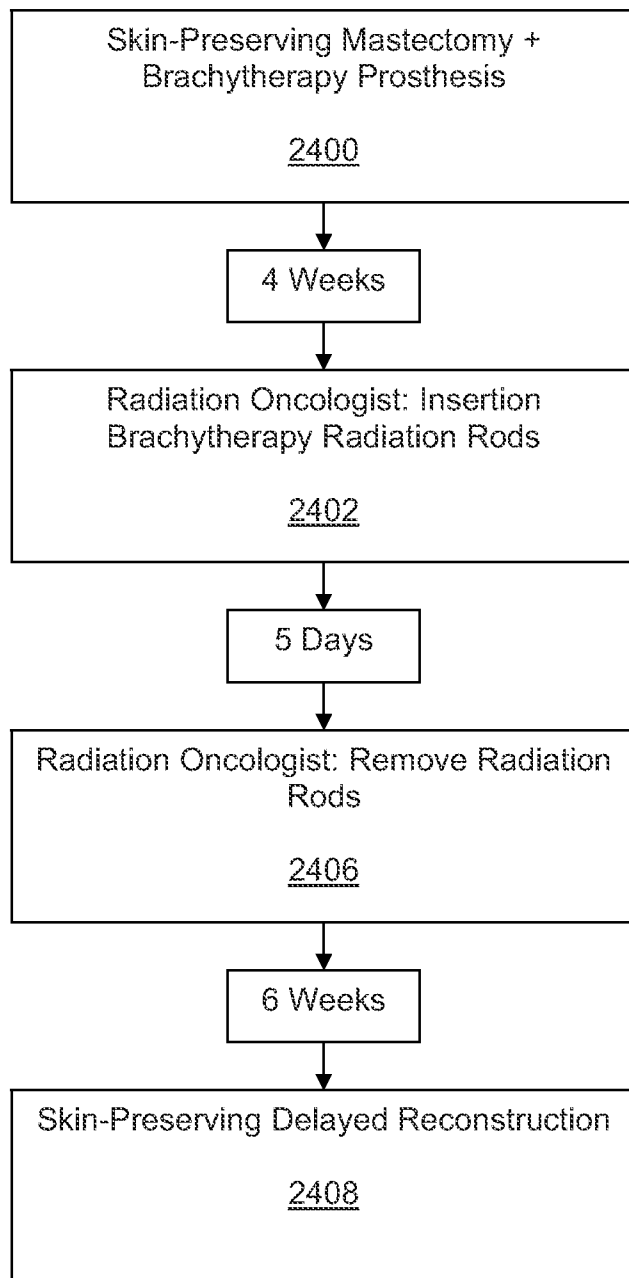 Skin-Preserving Mastectomy +
Brachytherapy Prosthesis
2400
4 Weeks
Radiation Oncologist: Insertion
Brachytherapy Radiation Rods
2402
5 Days
Radiation Oncologist: Remove Radiation
Rods
2406
6 Weeks
Skin-Preserving Delayed Reconstruction
2408